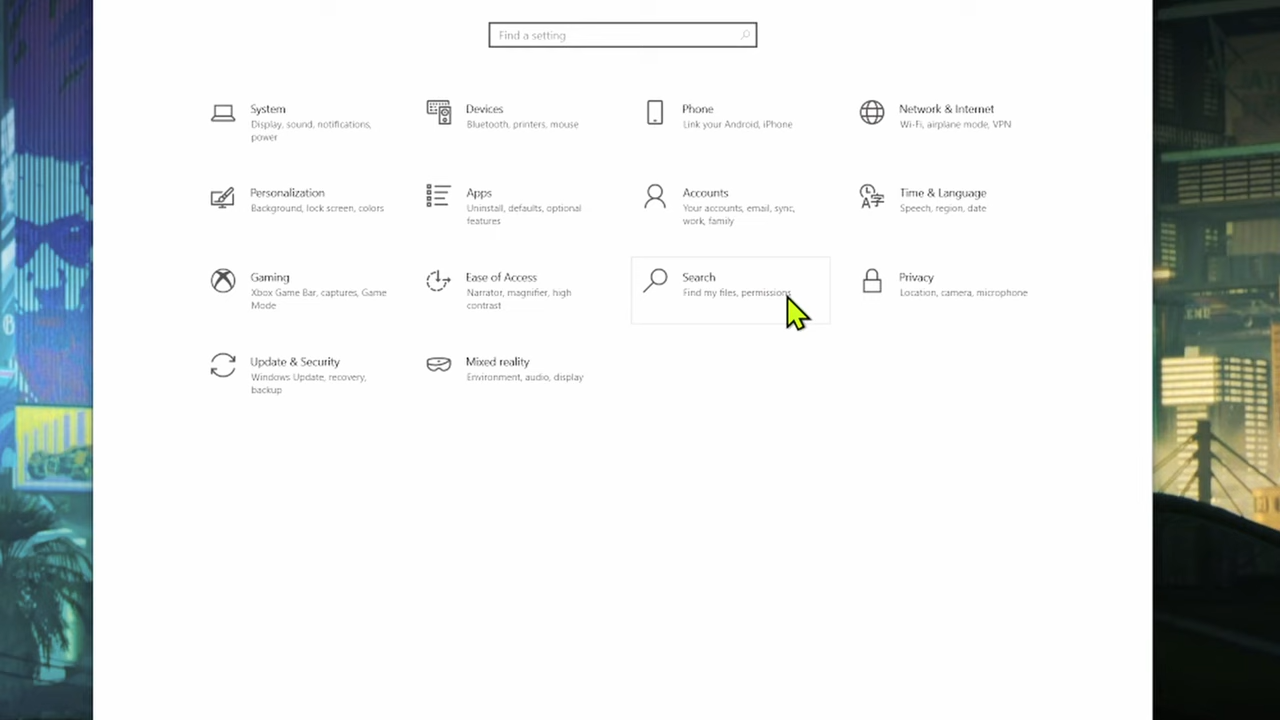 Find a setting
System
Display, sound, notifications,
power
Devices
Bluetooth, printers, mouse
Phone
Link your Android, iPhone
Network & Internet
Wi-Fi, airplane mode, VPN
Personalization
Background, lock screen, colors
Apps
Uninstall, defaults, optional
features
Accounts
Your accounts, email, sync,
work, family
Time & Language
Speech, region, date
Gaming
Xbox Game Bar, captures, Game
Mode
Ease of Access
Narrator, magnifier, high
contrast
Search
Find my files, permissions
Privacy
Location, camera, microphone
Update & Security
Windows Update, recovery,
backup
Mixed reality
Environment, audio, display